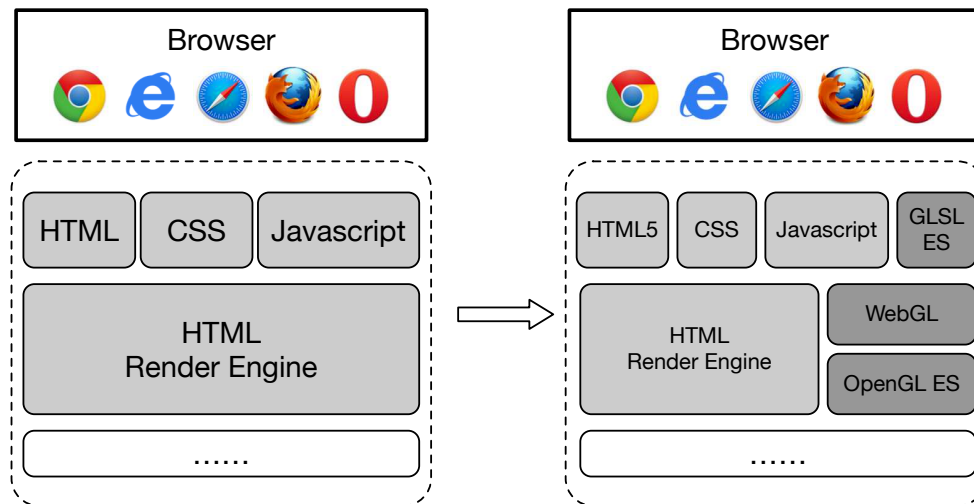 Browser
HTML
CSS
Javascript
HTML
Render Engine
......
Browser
HTML5
CSS
Javascript
GLSL
ES
HTML
Render Engine
WebGL
OpenGL ES
......